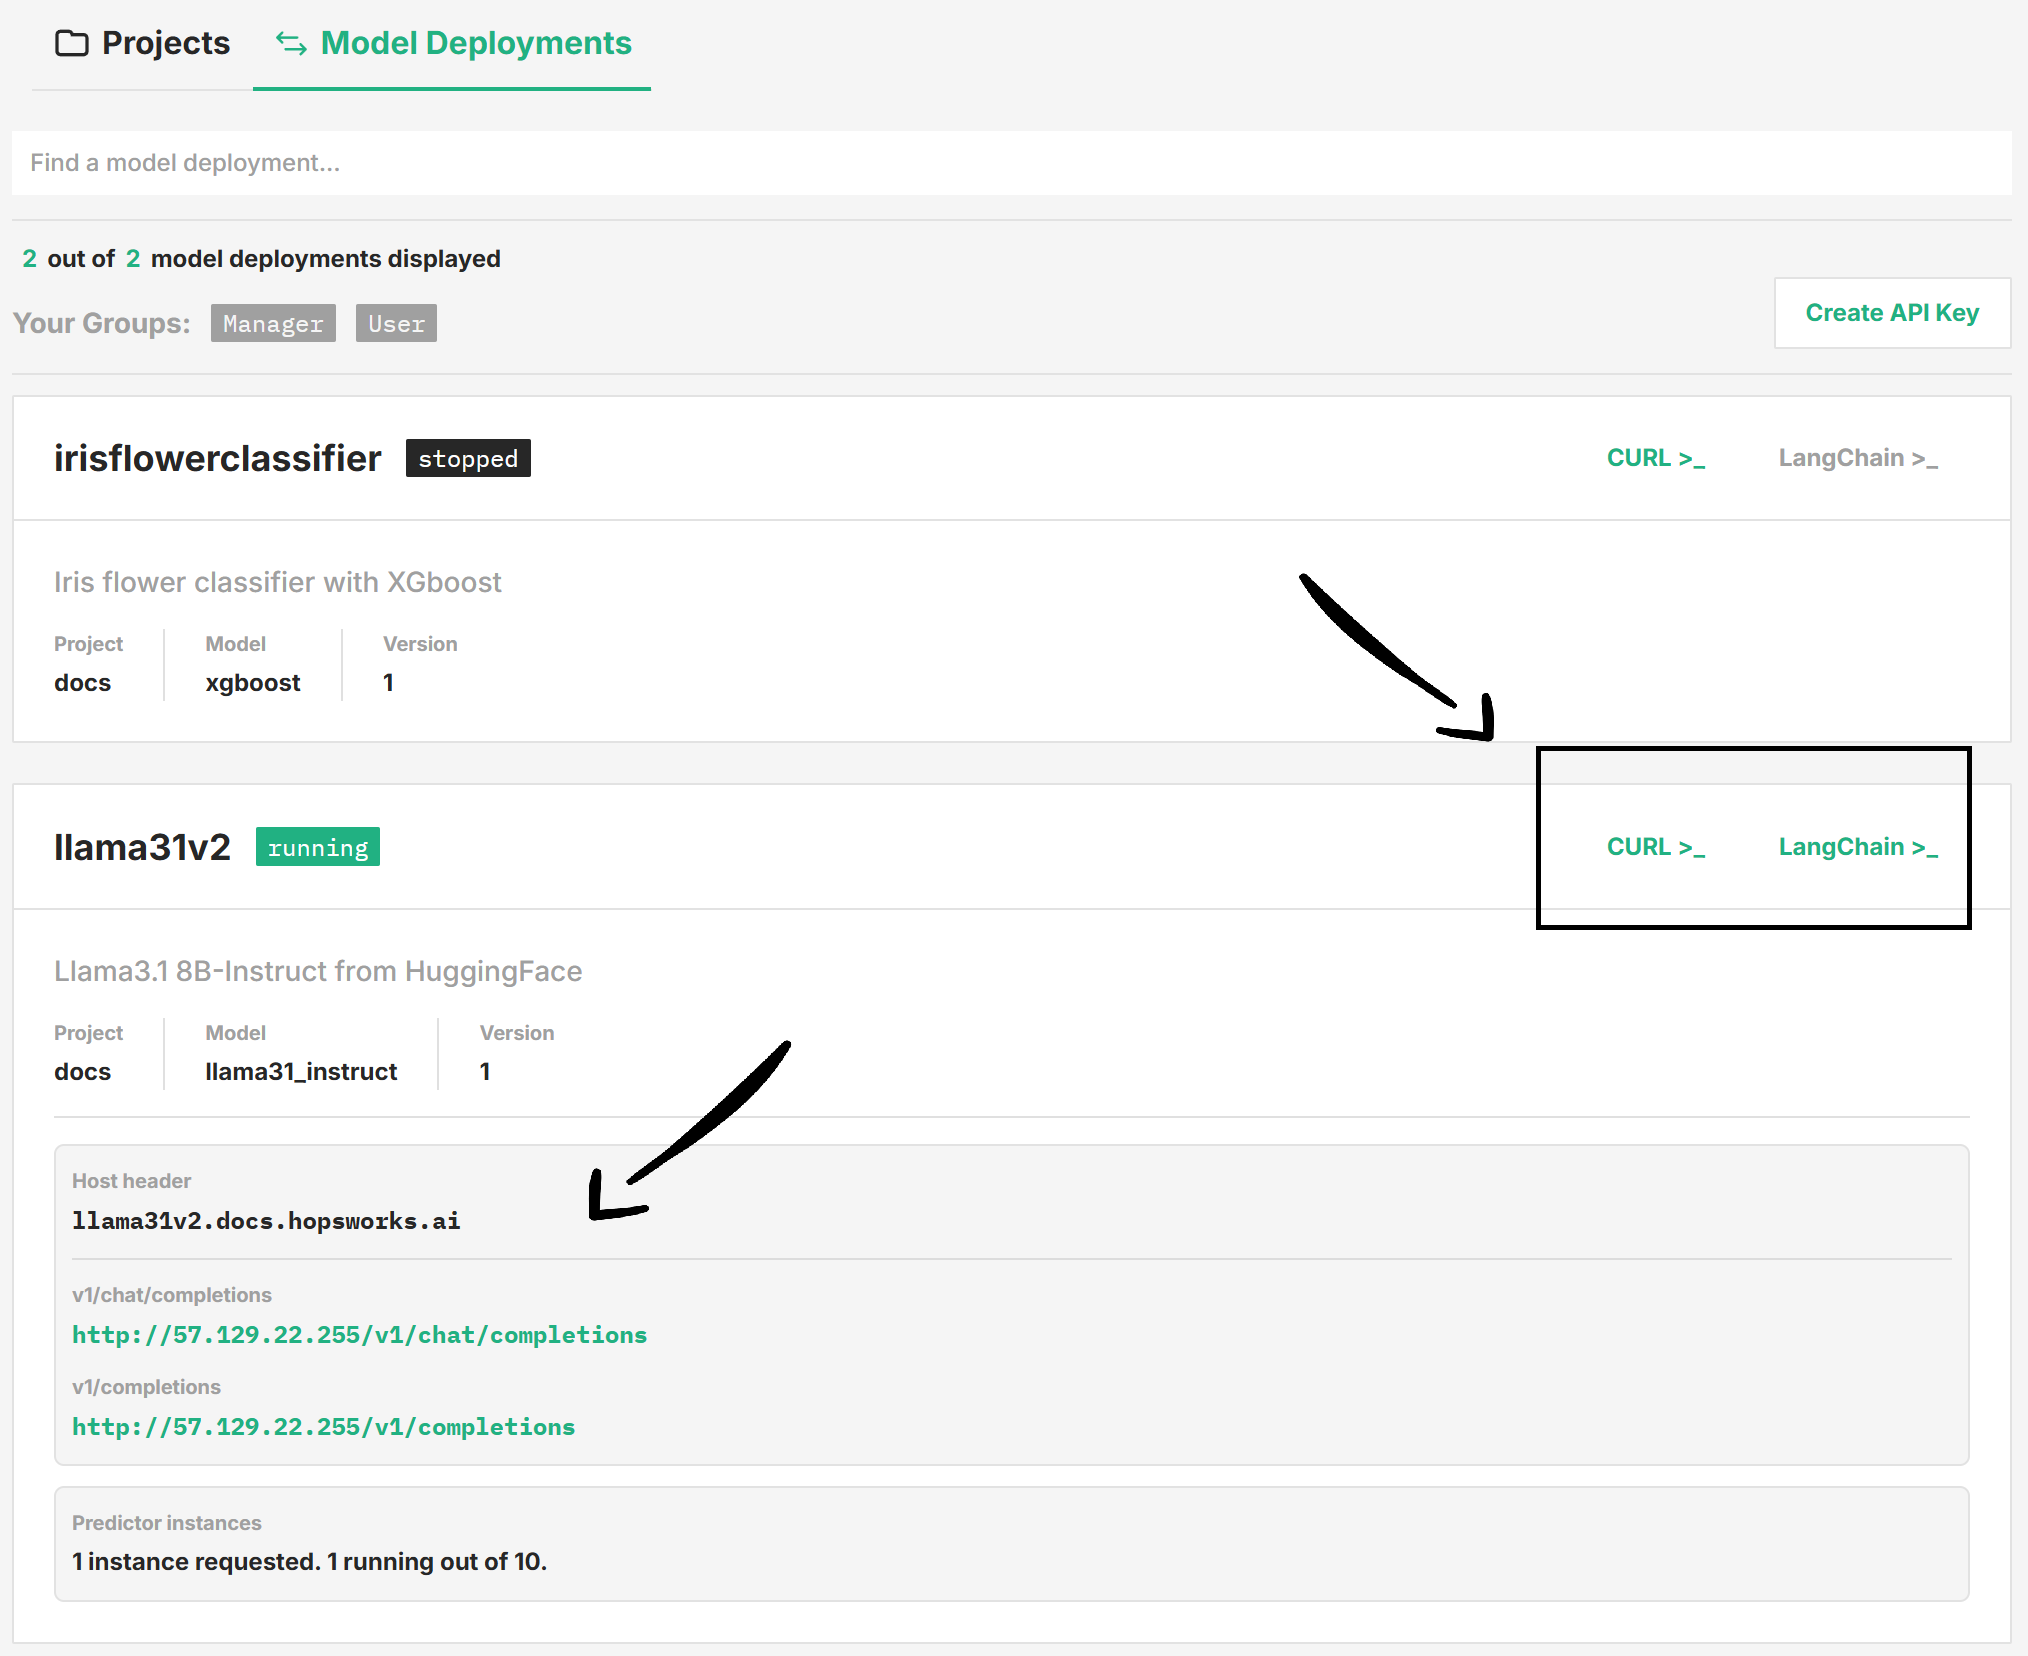 Projects Model Deployments
Find a model deployment...
2 out of 2 model deployments displayed
Your Groups: Manager User
Create API Key
irisflowerclassifier stopped CURL >_ LangChain >_
Iris flower classifier with XGboost
Project Model Version
docs xgboost 1
llama31v2 running CURL >_ LangChain >_
Llama3.1 8B-Instruct from HuggingFace
Project Model Version
docs llama31_instruct 1
Host header
llama31v2.docs.hopsworks.ai
v1/chat/completions
http://57.129.22.255/v1/chat/completions
v1/completions
http://57.129.22.255/v1/completions
Predictor instances
1 instance requested. 1 running out of 10.